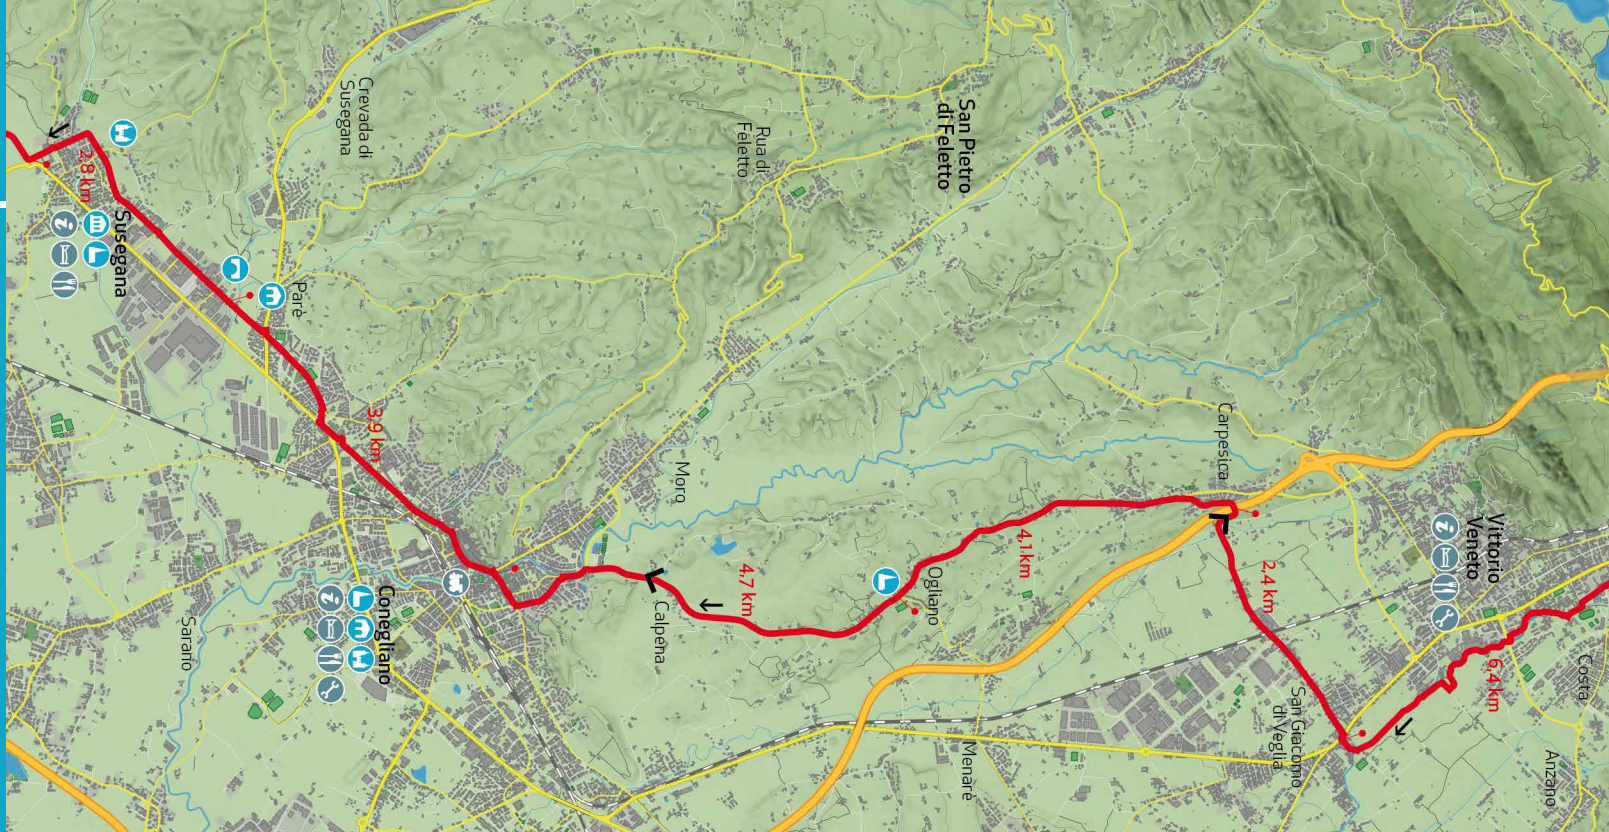 Crevada di
Susegana
Rua di
Feletto
San Pietro
di Feletto
2,8 km
Susegana
Parè
3,9 km
Moro
Carpesica
Vittorio
Veneto
4,1 km
2,4 km
4,7 km
Ogliano
Calpena
Conegliano
Sarano
6,4 km
Costa
San Giacomo
di Veglia
Menarè
Anzano